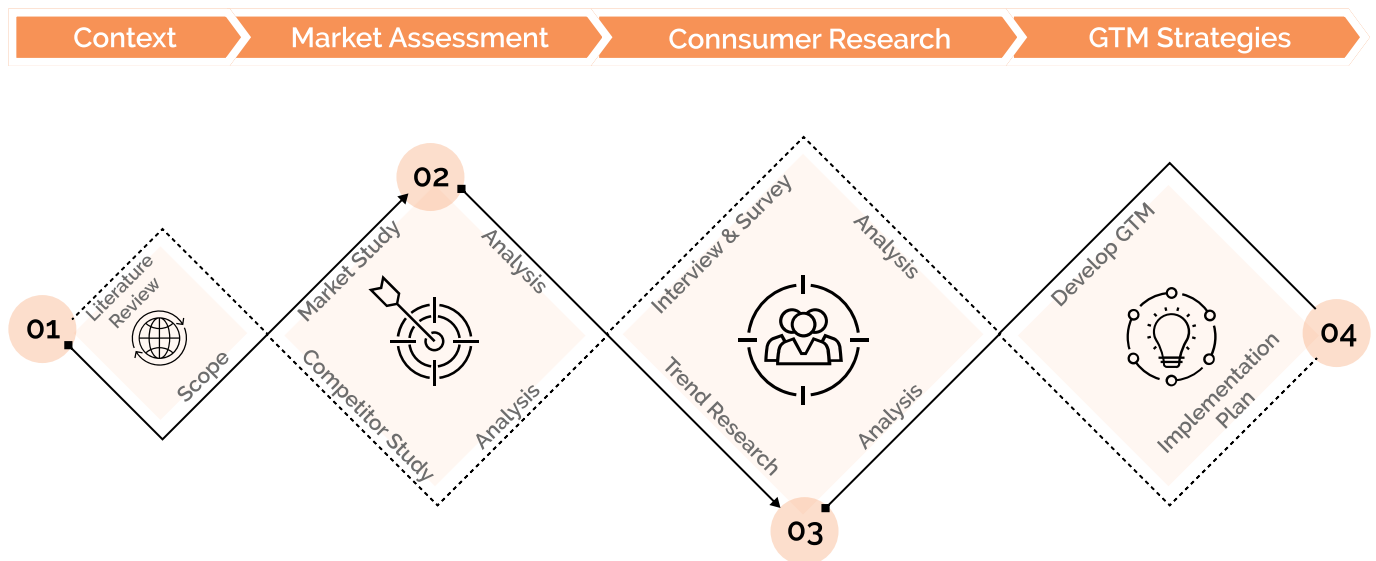 Context
Market Assessment
Connsumer Research
GTM Strategies
01
Literature
Review
Scope
02
Market Study
Analysis
Competitor Study
Analysis
Interview & Survey
Analysis
Trend Research
Analysis
03
Develop GTM
Implementation
Plan
04